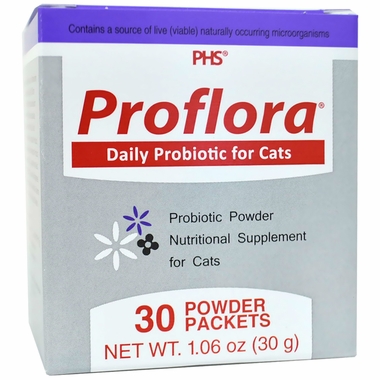 Contains a source of live (viable) naturally occurring microorganisms
PHS®
Proflora®
Daily Probiotic for Cats
Probiotic Powder
Nutritional Supplement
for Cats
30 POWDER
PACKETS
NET WT. 1.06 oz (30 g)